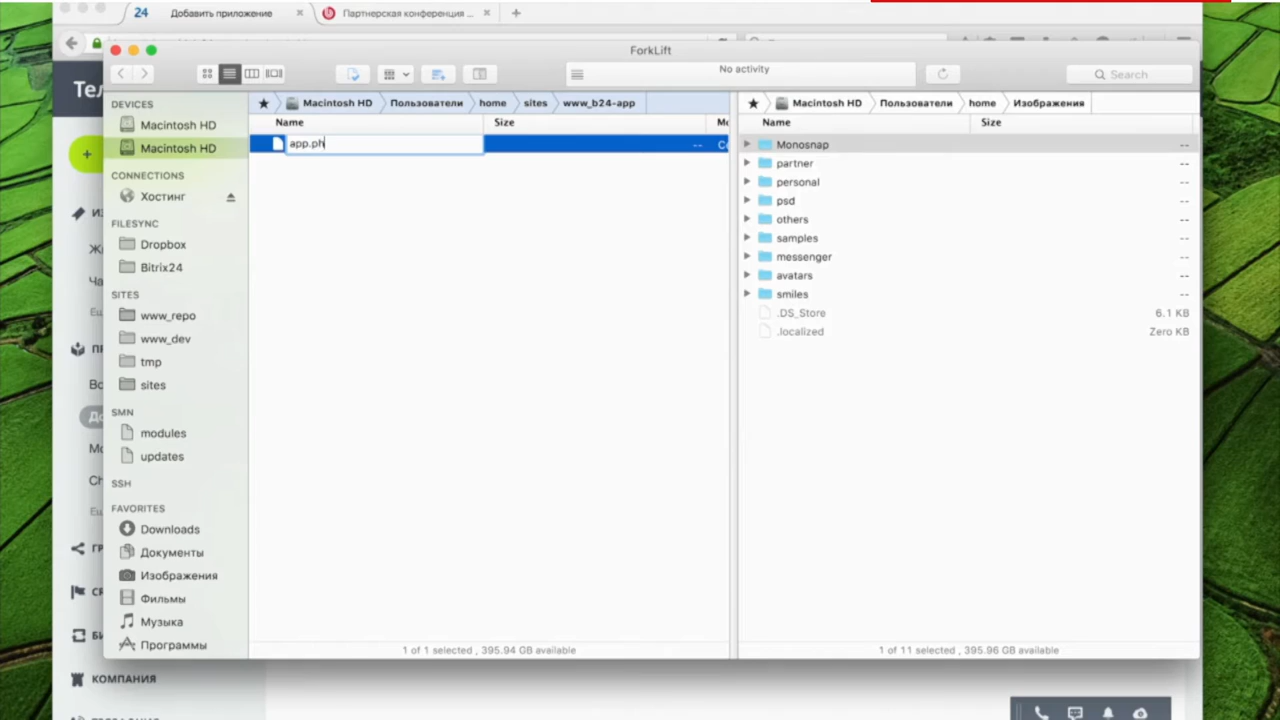 24 Добавить приложение
Партнерская конференция ...
ForkLift
No activity
Search
DEVICES
Macintosh HD
Macintosh HD
CONNECTIONS
Хостинг
FILESYNC
Dropbox
Bitrix24
SITES
www_repo
www_dev
tmp
sites
SMN
modules
updates
SSH
FAVORITES
Downloads
Документы
Изображения
Фильмы
Музыка
Программы
Macintosh HD Пользователи home sites www_b24-app
Name Size
app.ph --
1 of 1 selected , 395.94 GB available
Macintosh HD Пользователи home Изображения
Name Size
Monosnap --
partner --
personal --
psd --
others --
samples --
messenger --
avatars --
smiles --
.DS_Store 6.1 KB
.localized Zero KB
1 of 11 selected , 395.96 GB available
КОМПАНИЯ